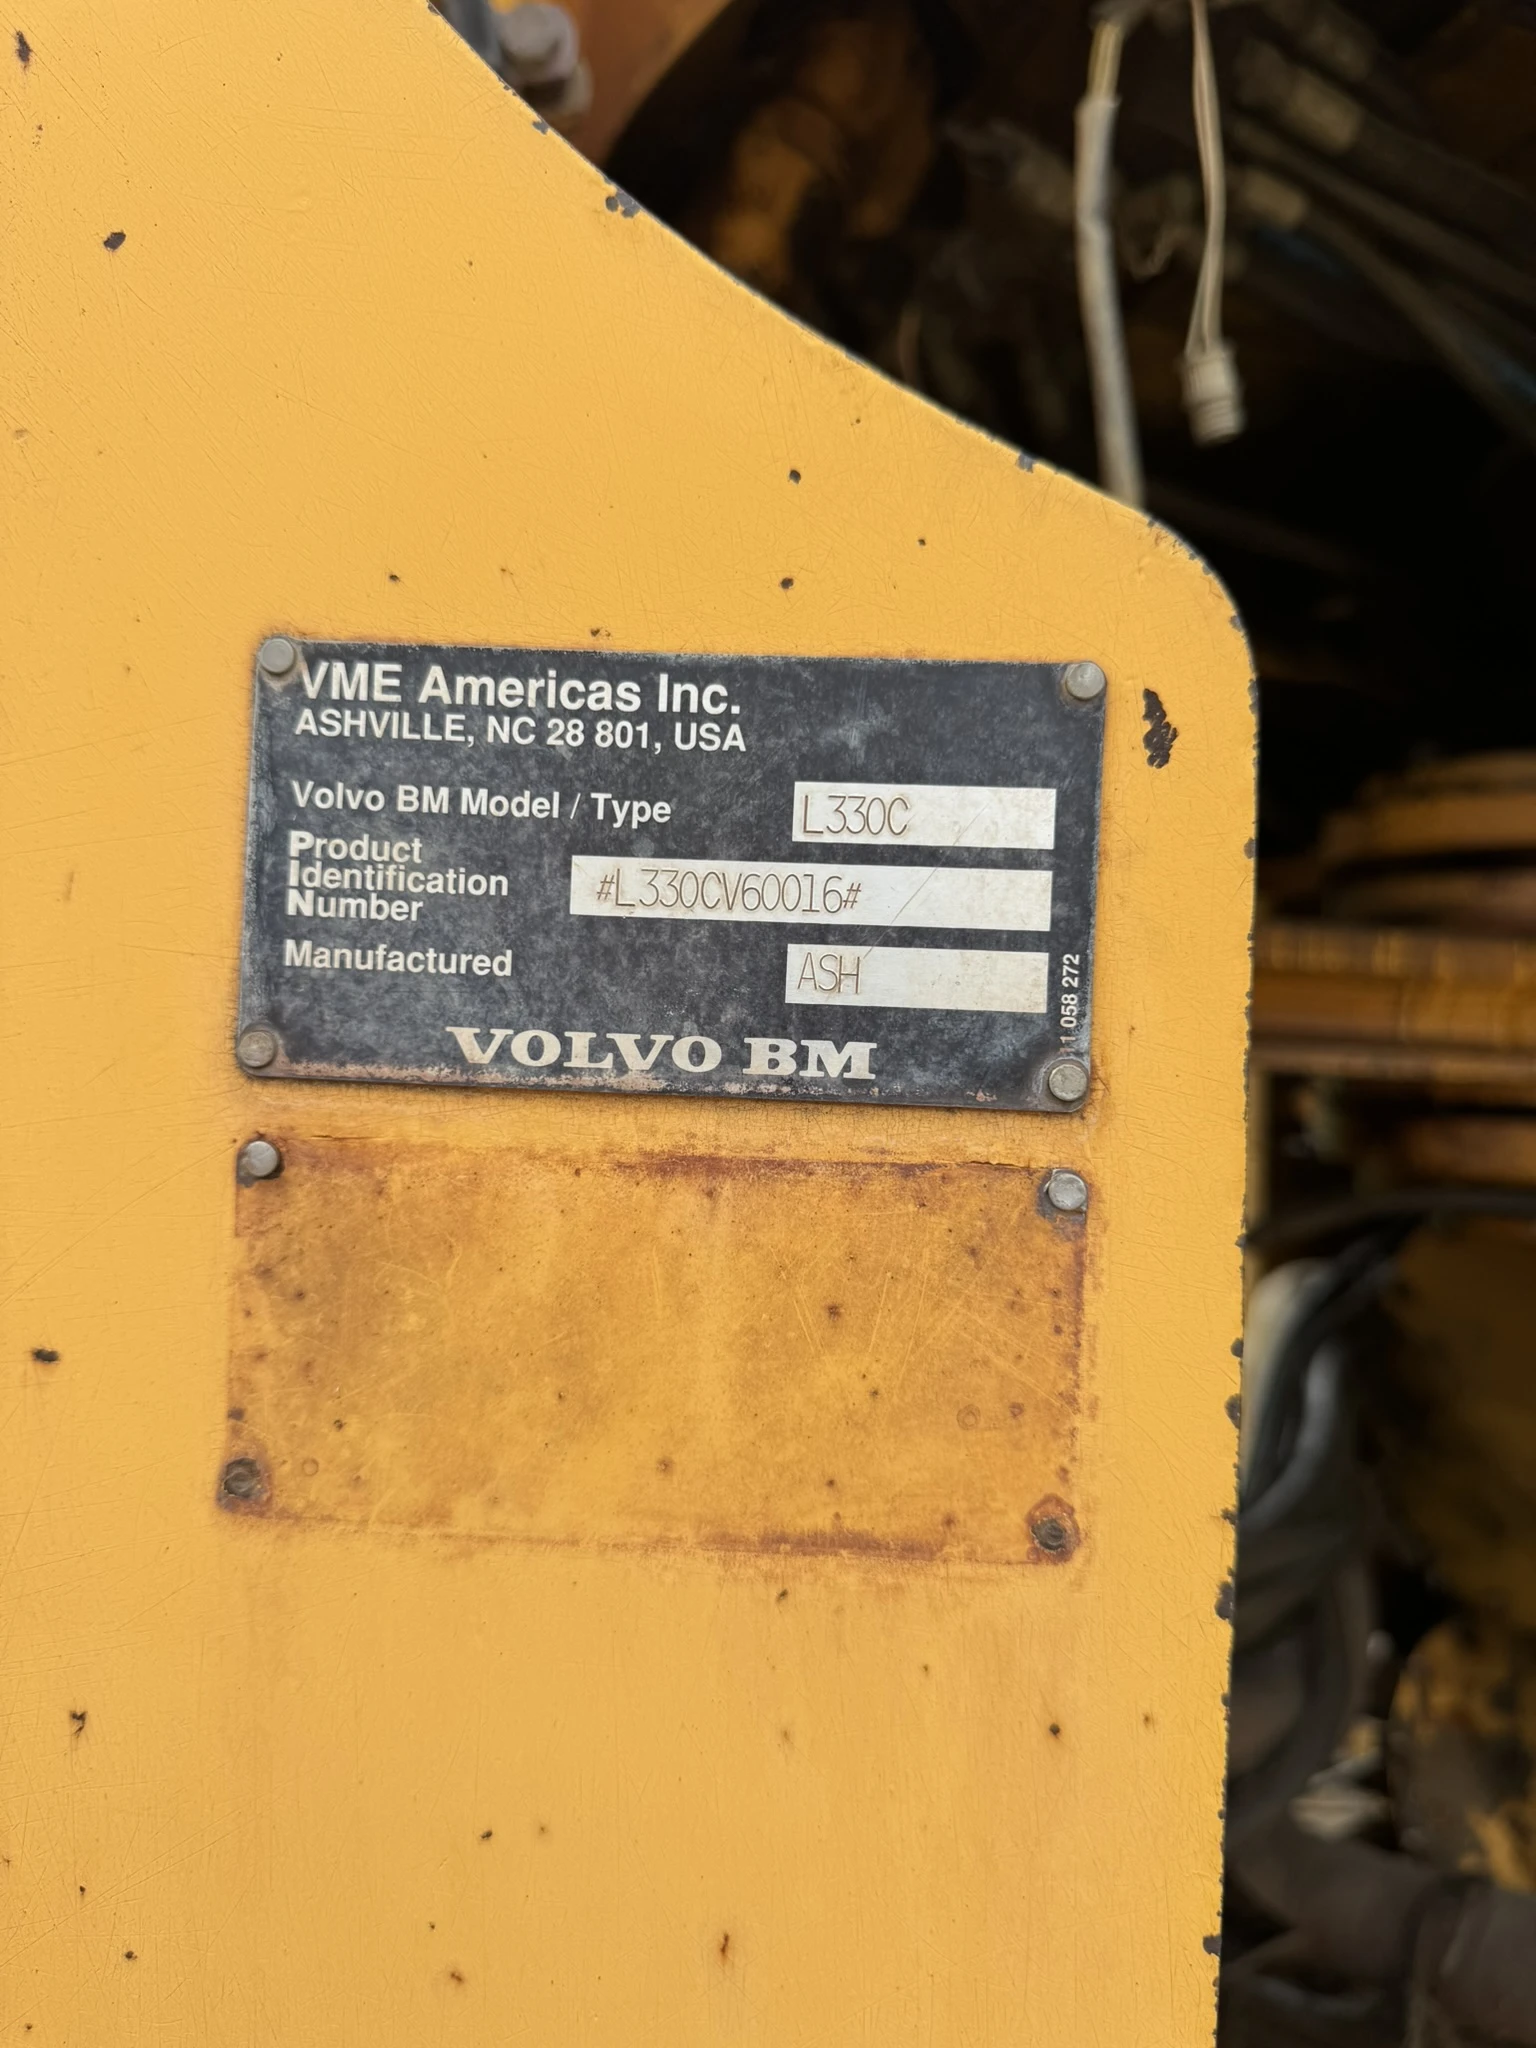 VME Americas Inc.
ASHVILLE, NC 28 801, USA
Volvo BM Model / Type L330C
Product
Identification
Number #L330CV60016#
Manufactured ASH
11 058 272
VOLVO BM